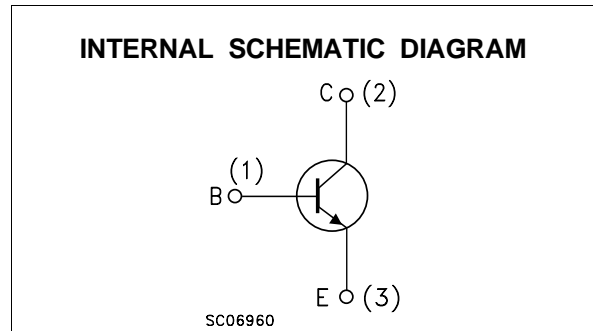 INTERNAL SCHEMATIC DIAGRAM
C (2)
(1)
B
E (3)
SC06960